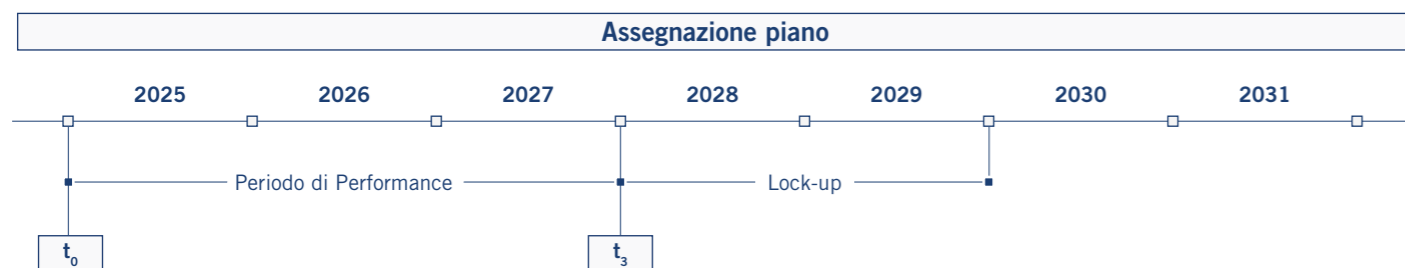 Assegnazione piano
2025 2026 2027 2028 2029 2030 2031
Periodo di Performance Lock-up
t₀ t₃